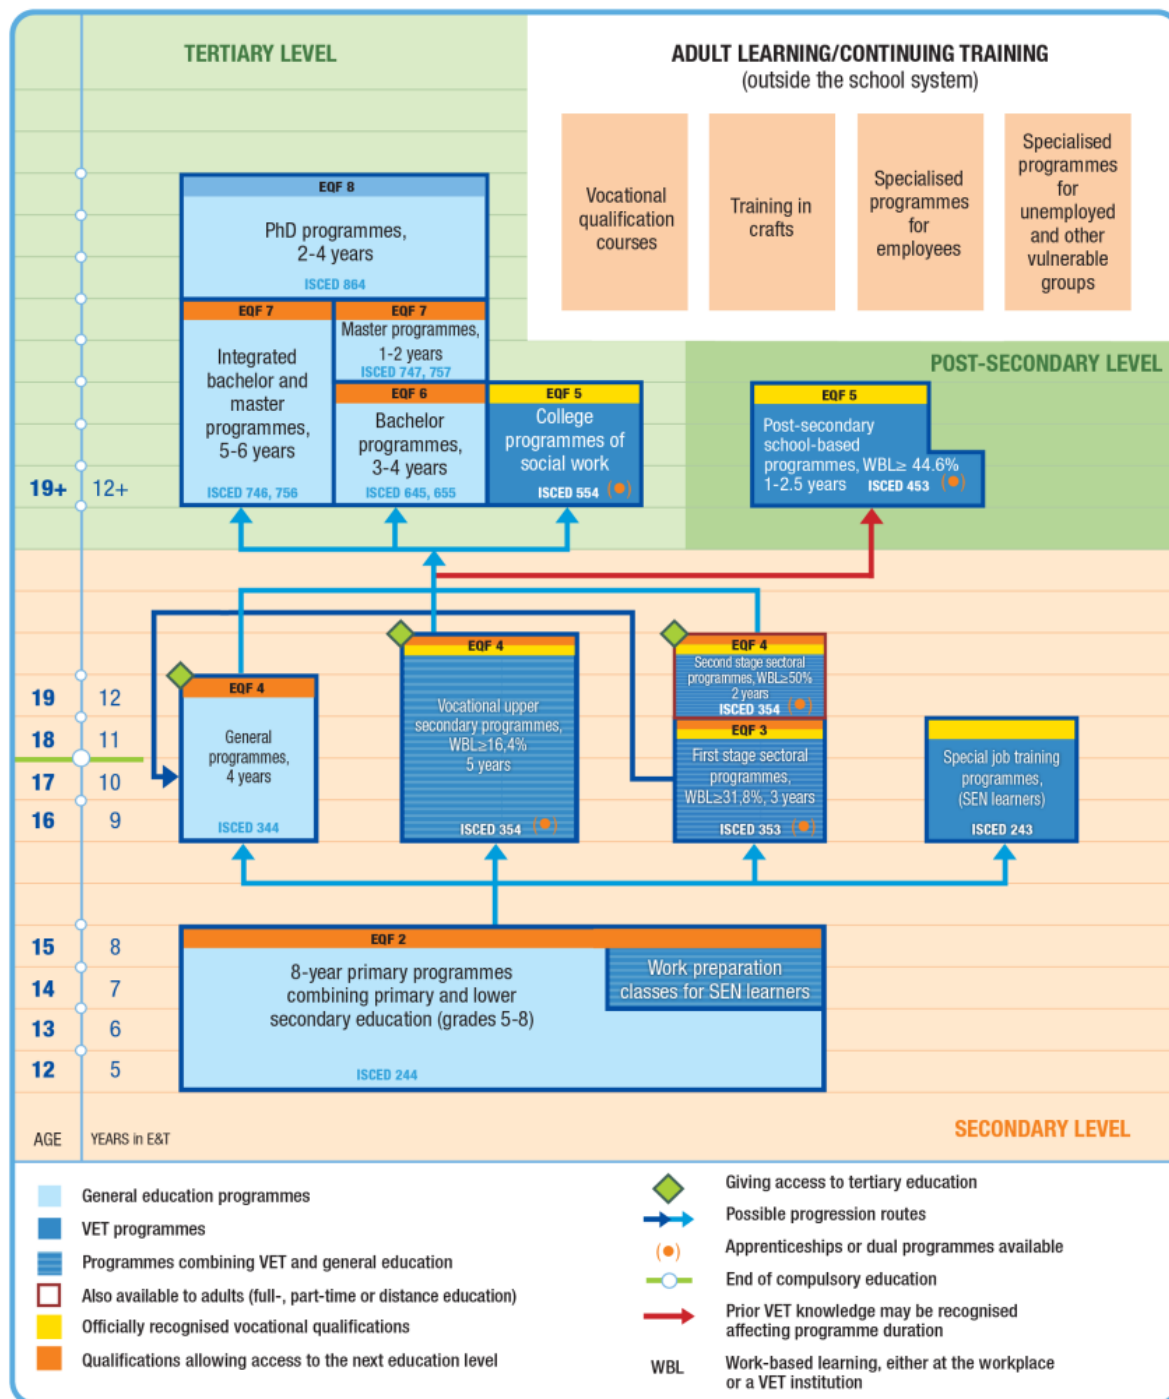 TERTIARY LEVEL
ADULT LEARNING/CONTINUING TRAINING
(outside the school system)
Vocational
qualification
courses
Training in
crafts
Specialised
programmes
for
employees
Specialised
programmes
for
unemployed
and other
vulnerable
groups
EQF 8
PhD programmes,
2-4 years
ISCED 864
EQF 7
Integrated
bachelor and
master
programmes,
5-6 years
ISCED 746, 756
EQF 7
Master programmes,
1-2 years
ISCED 747, 757
EQF 6
Bachelor
programmes,
3-4 years
ISCED 645, 655
EQF 5
College
programmes of
social work
ISCED 554
POST-SECONDARY LEVEL
EQF 5
Post-secondary
school-based
programmes, WBL≥ 44.6%
1-2.5 years ISCED 453
19+ 12+
EQF 4
General
programmes,
4 years
ISCED 344
EQF 4
Vocational upper
secondary programmes,
WBL≥16,4%
5 years
ISCED 354
EQF 4
Second stage sectoral
programmes, WBL≥50%
2 years
ISCED 354
EQF 3
First stage sectoral
programmes,
WBL≥31,8%, 3 years
ISCED 353
Special job training
programmes,
(SEN learners)
ISCED 243
19 12
18 11
17 10
16 9
EQF 2
8-year primary programmes
combining primary and lower
secondary education (grades 5-8)
ISCED 244
Work preparation
classes for SEN learners
15 8
14 7
13 6
12 5
AGE YEARS in E&T
SECONDARY LEVEL
General education programmes
VET programmes
Programmes combining VET and general education
Also available to adults (full-, part-time or distance education)
Officially recognised vocational qualifications
Qualifications allowing access to the next education level
Giving access to tertiary education
Possible progression routes
Apprenticeships or dual programmes available
End of compulsory education
Prior VET knowledge may be recognised
affecting programme duration
WBL Work-based learning, either at the workplace
or a VET institution